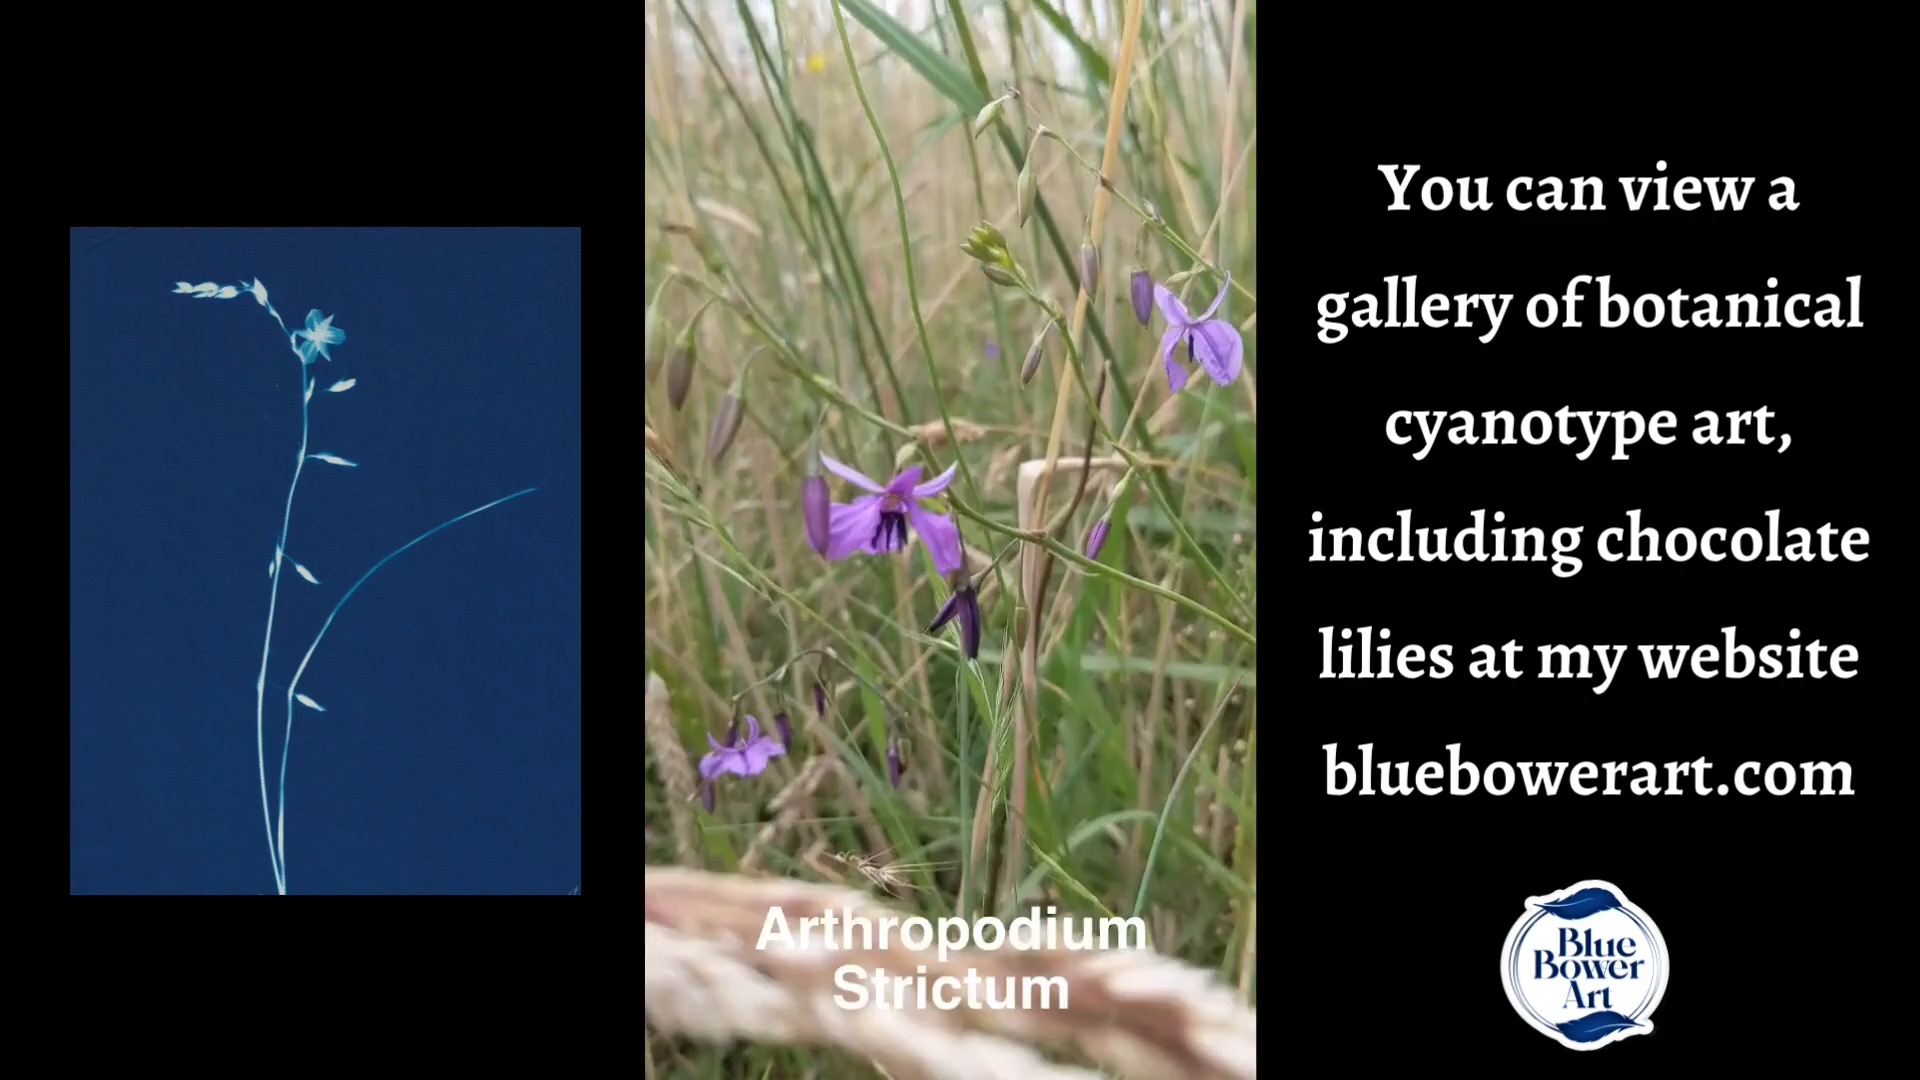 Arthropodium
Strictum
You can view a
gallery of botanical
cyanotype art,
including chocolate
lilies at my website
bluebowerart.com
Blue
Bower
Art